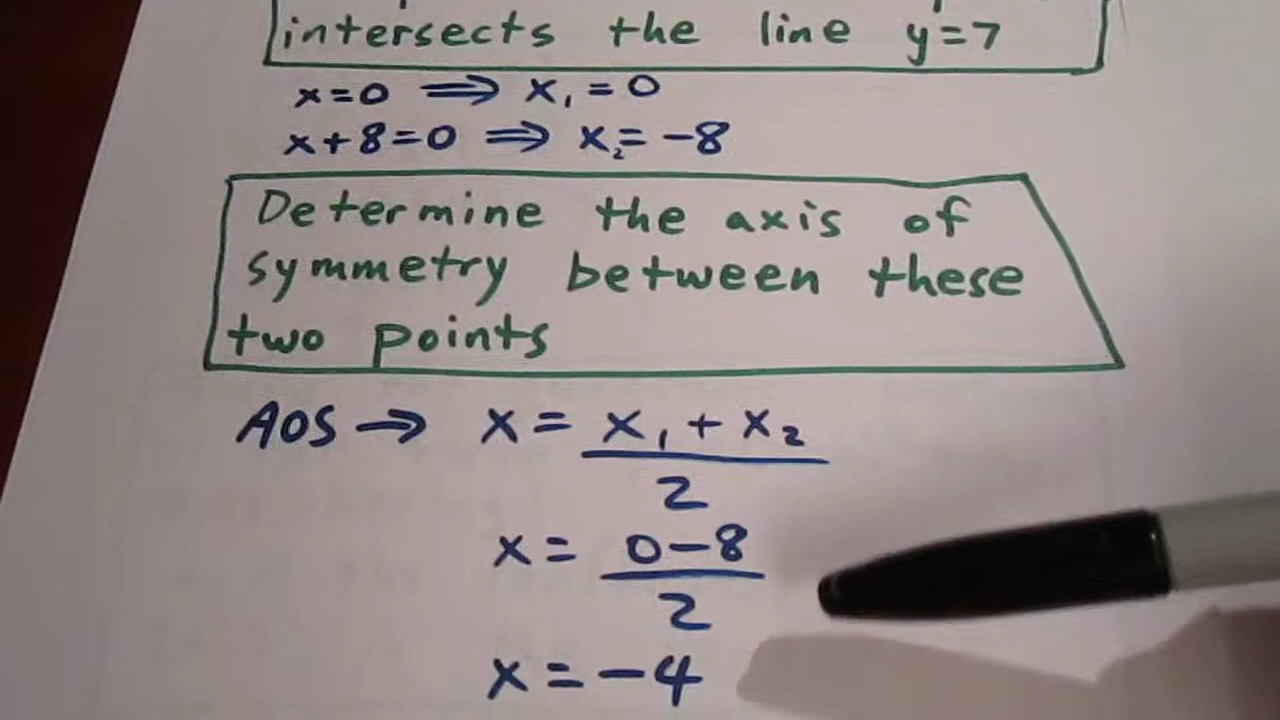 intersects the line y=7
x=0 ⟹ x₁=0
x+8=0 ⟹ x₂=-8
Determine the axis of
symmetry between these
two points
AOS → x= x₁+x₂
2
x= 0-8
2
x=-4